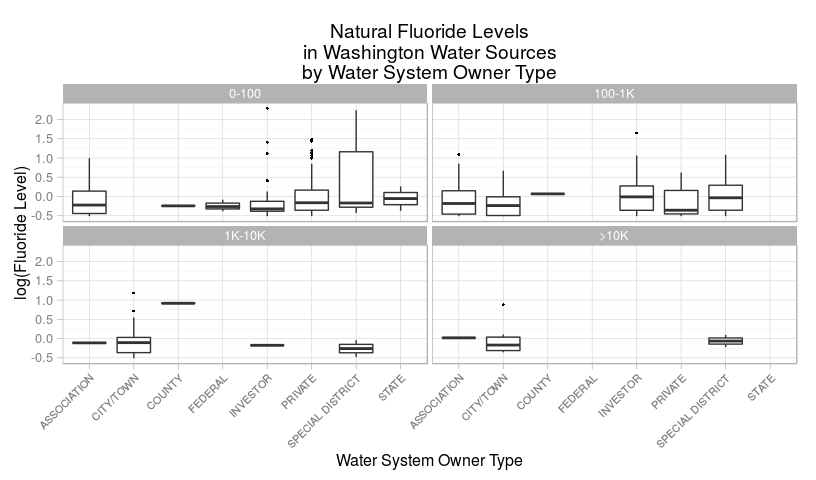 Natural Fluoride Levels
in Washington Water Sources
by Water System Owner Type
0-100
100-1K
2.0
1.5
1.0
0.5
0.0
-0.5
1K-10K
>10K
2.0
1.5
1.0
0.5
0.0
-0.5
log(Fluoride Level)
ASSOCIATION
CITY/TOWN
COUNTY
FEDERAL
INVESTOR
PRIVATE
SPECIAL DISTRICT
STATE
ASSOCIATION
CITY/TOWN
COUNTY
FEDERAL
INVESTOR
PRIVATE
SPECIAL DISTRICT
STATE
Water System Owner Type